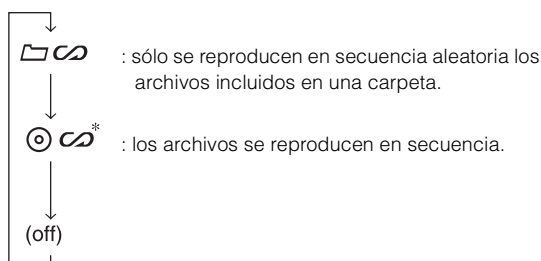 : sólo se reproducen en secuencia aleatoria los
archivos incluidos en una carpeta.
* : los archivos se reproducen en secuencia.
(off)